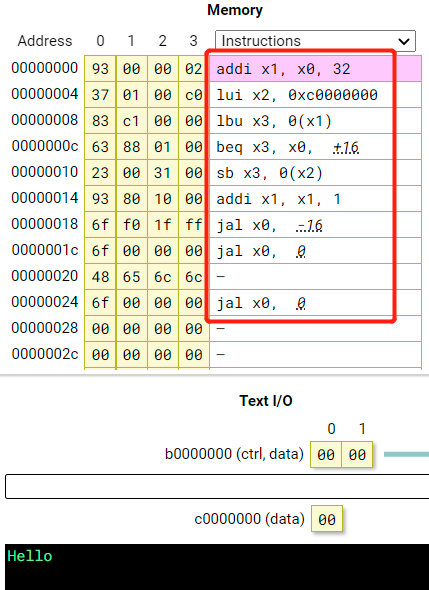 Memory
Address 0 1 2 3 Instructions
00000000 93 00 00 02 addi x1, x0, 32
00000004 37 01 00 c0 lui x2, 0xc0000000
00000008 83 c1 00 00 lbu x3, 0(x1)
0000000c 63 88 01 00 beq x3, x0, +16
00000010 23 00 31 00 sb x3, 0(x2)
00000014 93 80 10 00 addi x1, x1, 1
00000018 6f f0 1f ff jal x0, -16
0000001c 6f 00 00 00 jal x0, 0
00000020 48 65 6c 6c –
00000024 6f 00 00 00 jal x0, 0
00000028 00 00 00 00 –
0000002c 00 00 00 00 –
Text I/O
0 1
b0000000 (ctrl, data) 00 00
c0000000 (data) 00
Hello